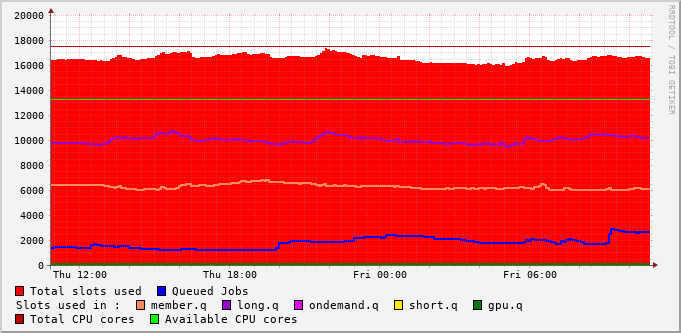 20000
18000
16000
14000
12000
10000
8000
6000
4000
2000
0
Thu 12:00 Thu 18:00 Fri 00:00 Fri 06:00
RRDTOOL / TOBI OETIKER
Total slots used Queued Jobs
Slots used in : member.q long.q ondemand.q short.q gpu.q
Total CPU cores Available CPU cores